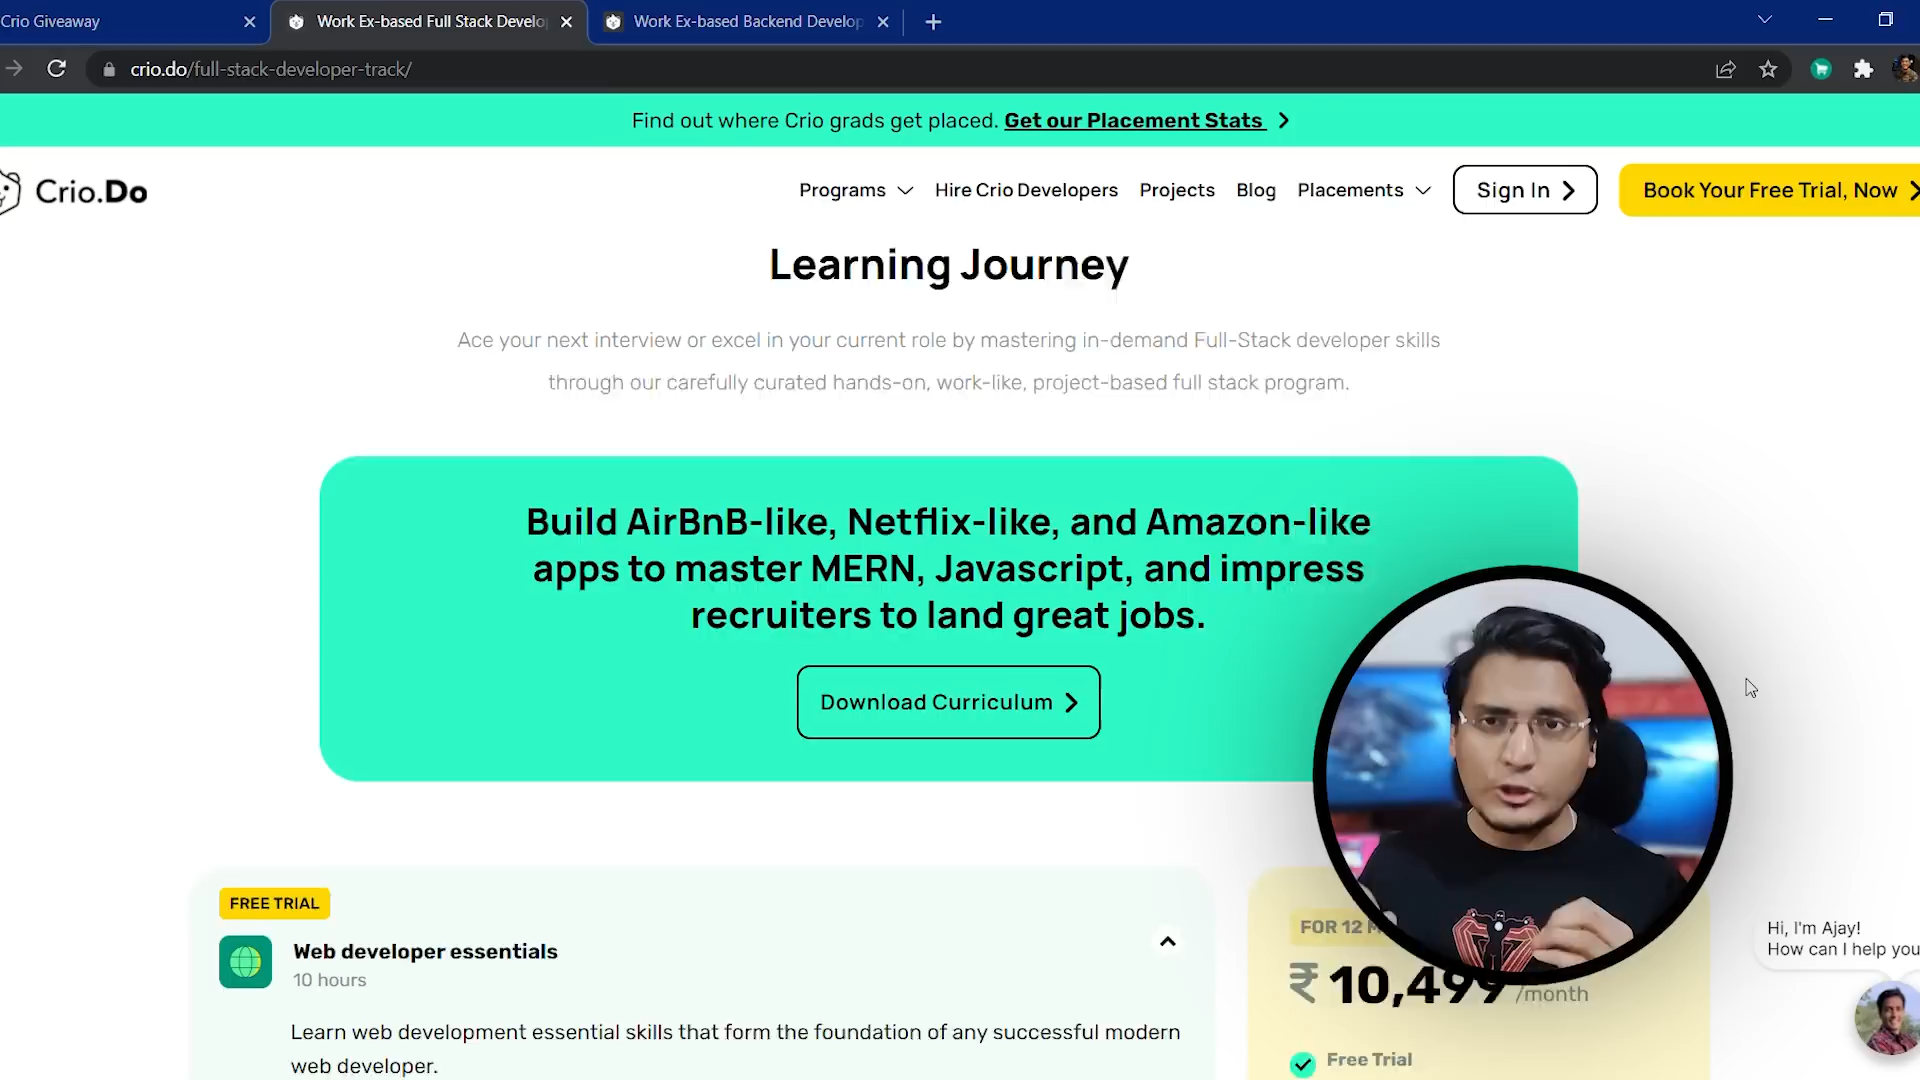 Crio Giveaway
Work Ex-based Full Stack Develo
Work Ex-based Backend Develop
crio.do/full-stack-developer-track/
Find out where Crio grads get placed. Get our Placement Stats
Crio.Do
Programs
Hire Crio Developers
Projects
Blog
Placements
Sign In
Book Your Free Trial, Now
Learning Journey
Ace your next interview or excel in your current role by mastering in-demand Full-Stack developer skills
through our carefully curated hands-on, work-like, project-based full stack program.
Build AirBnB-like, Netflix-like, and Amazon-like
apps to master MERN, Javascript, and impress
recruiters to land great jobs.
Download Curriculum
FREE TRIAL
Web developer essentials
10 hours
Learn web development essential skills that form the foundation of any successful modern
web developer.
FOR 12 M
₹ 10,499 /month
Free Trial
Hi, I'm Ajay!
How can I help you